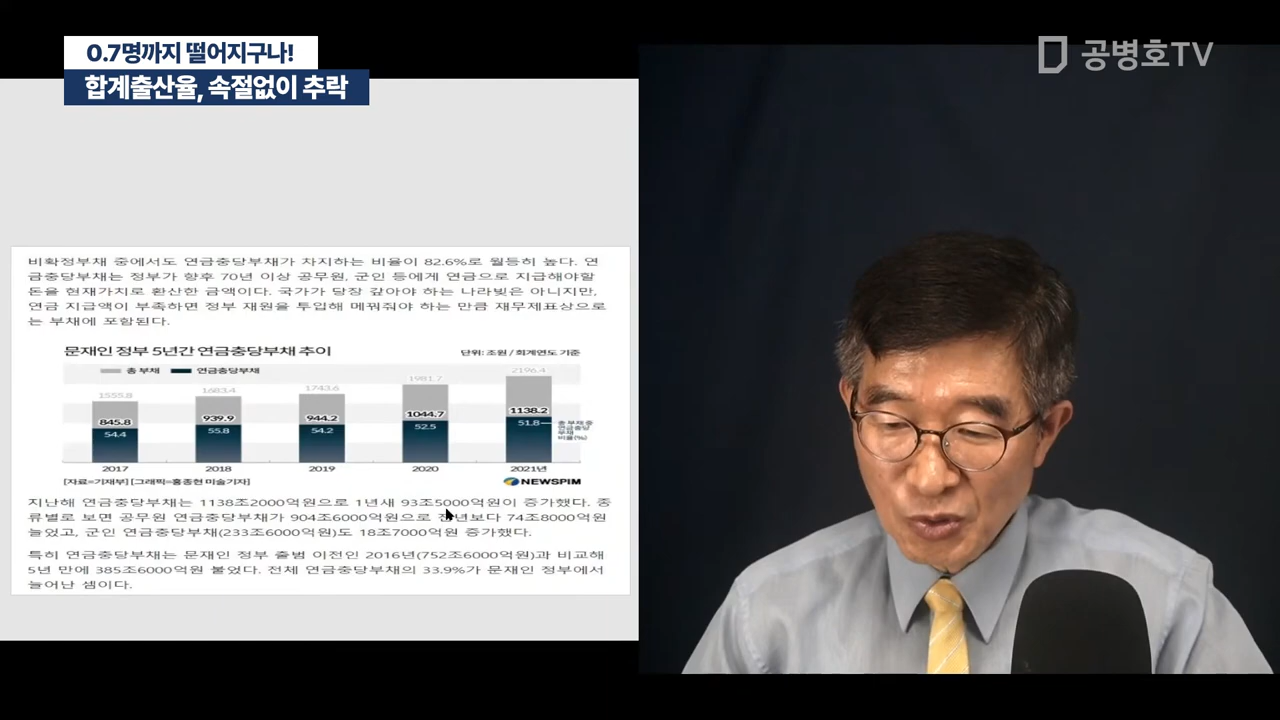 0.7명까지 떨어지구나!
합계출산율, 속절없이 추락
공병호TV
비확정부채 중에서도 연금충당부채가 차지하는 비율이 82.6%로 월등히 높다. 연
금충당부채는 정부가 향후 70년 이상 공무원, 군인 등에게 연금으로 지급해야할
돈을 현재가치로 환산한 금액이다. 국가가 당장 갚아야 하는 나라빚은 아니지만,
연금 지급액이 부족하면 정부 재원을 투입해 메꿔줘야 하는 만큼 재무제표상으로
는 부채에 포함된다.
문재인 정부 5년간 연금충당부채 추이
단위: 조원 / 회계연도 기준
총 부채 연금충당부채
1555.8 1683.4 1743.6 1981.7 2196.4
845.8 939.9 944.2 1044.7 1138.2
54.4 55.8 54.2 52.5 51.8
총 부채 중
연금충당
부채
비율(%)
2017 2018 2019 2020 2021년
[자료=기재부] [그래픽=홍종현 미술기자]
NEWSPIM
지난해 연금충당부채는 1138조2000억원으로 1년새 93조5000억원이 증가했다. 종
류별로 보면 공무원 연금충당부채가 904조6000억원으로 전년보다 74조8000억원
늘었고, 군인 연금충당부채(233조6000억원)도 18조7000억원 증가했다.
특히 연금충당부채는 문재인 정부 출범 이전인 2016년(752조6000억원)과 비교해
5년 만에 385조6000억원 불었다. 전체 연금충당부채의 33.9%가 문재인 정부에서
늘어난 셈이다.